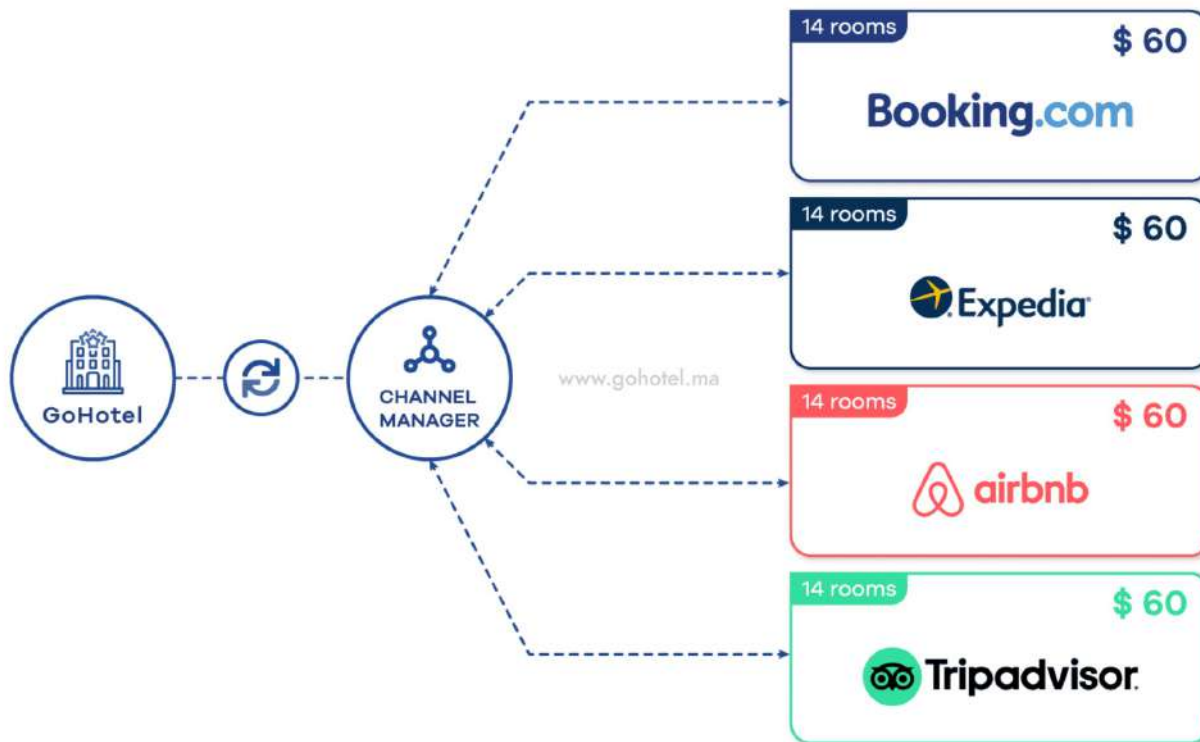 14 rooms
$ 60
Booking.com
14 rooms
$ 60
Expedia
GoHotel
CHANNEL
MANAGER
www.gohotel.ma
14 rooms
$ 60
airbnb
14 rooms
$ 60
Tripadvisor